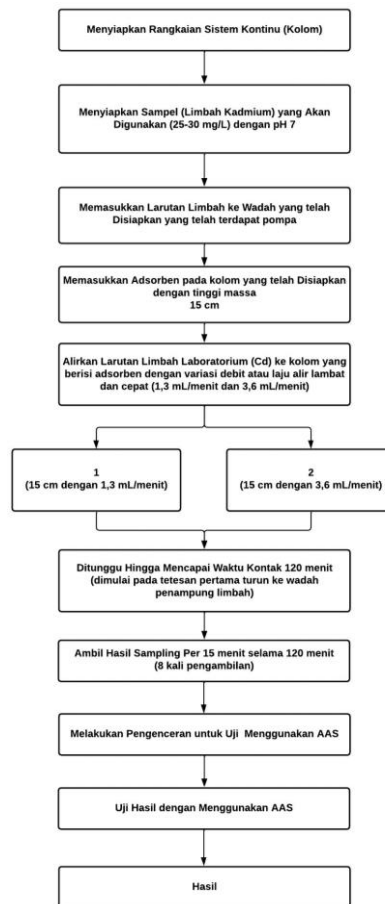 Menyiapkan Rangkaian Sistem Kontinu (Kolom)
Menyiapkan Sampel (Limbah Kadmium) yang Akan
Digunakan (25-30 mg/L) dengan pH 7
Memasukkan Larutan Limbah ke Wadah yang telah
Disiapkan yang telah terdapat pompa
Memasukkan Adsorben pada kolom yang telah Disiapkan
dengan tinggi massa
15 cm
Alirkan Larutan Limbah Laboratorium (Cd) ke kolom yang
berisi adsorben dengan variasi debit atau laju alir lambat
dan cepat (1,3 mL/menit dan 3,6 mL/menit)
1
(15 cm dengan 1,3 mL/menit)
2
(15 cm dengan 3,6 mL/menit)
Ditunggu Hingga Mencapai Waktu Kontak 120 menit
(dimulai pada tetesan pertama turun ke wadah
penampung limbah)
Ambil Hasil Sampling Per 15 menit selama 120 menit
(8 kali pengambilan)
Melakukan Pengenceran untuk Uji Menggunakan AAS
Uji Hasil dengan Menggunakan AAS
Hasil